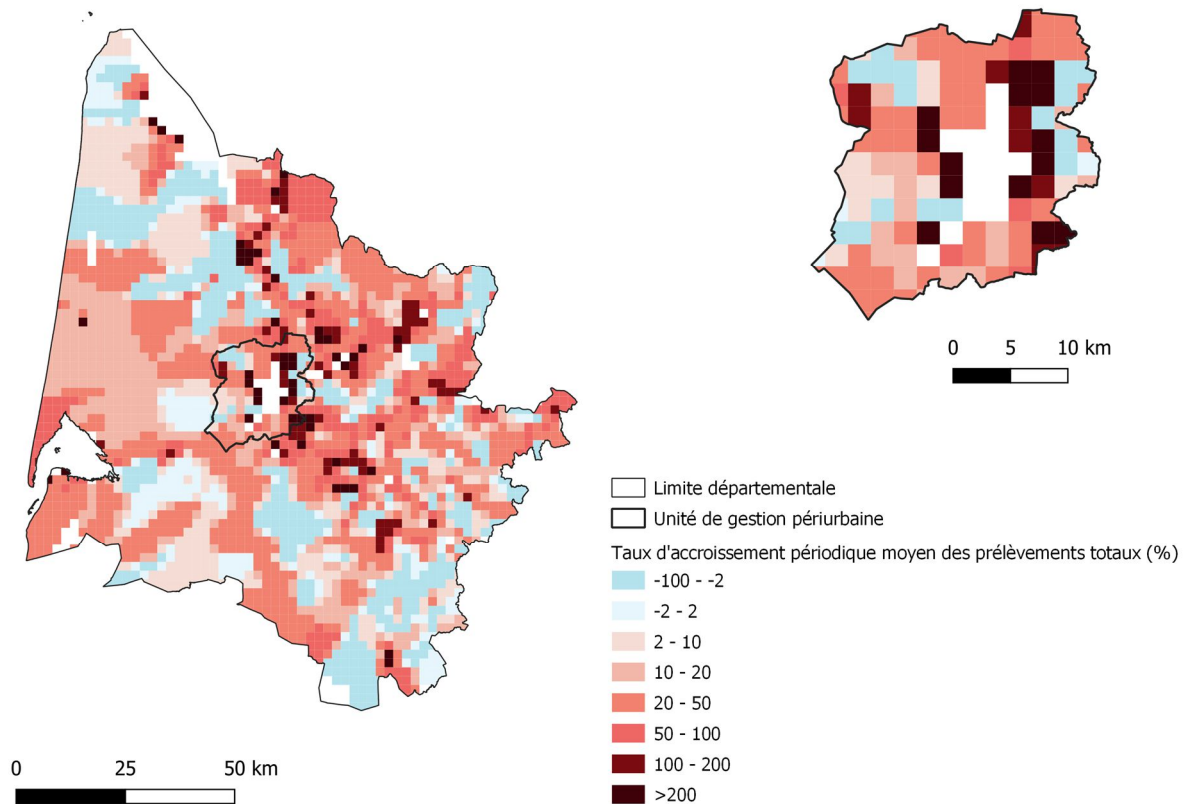 0 5 10 km
Limite départementale
Unité de gestion périurbaine
Taux d'accroissement périodique moyen des prélèvements totaux (%)
-100 - -2
-2 - 2
2 - 10
10 - 20
20 - 50
50 - 100
100 - 200
>200
0 25 50 km